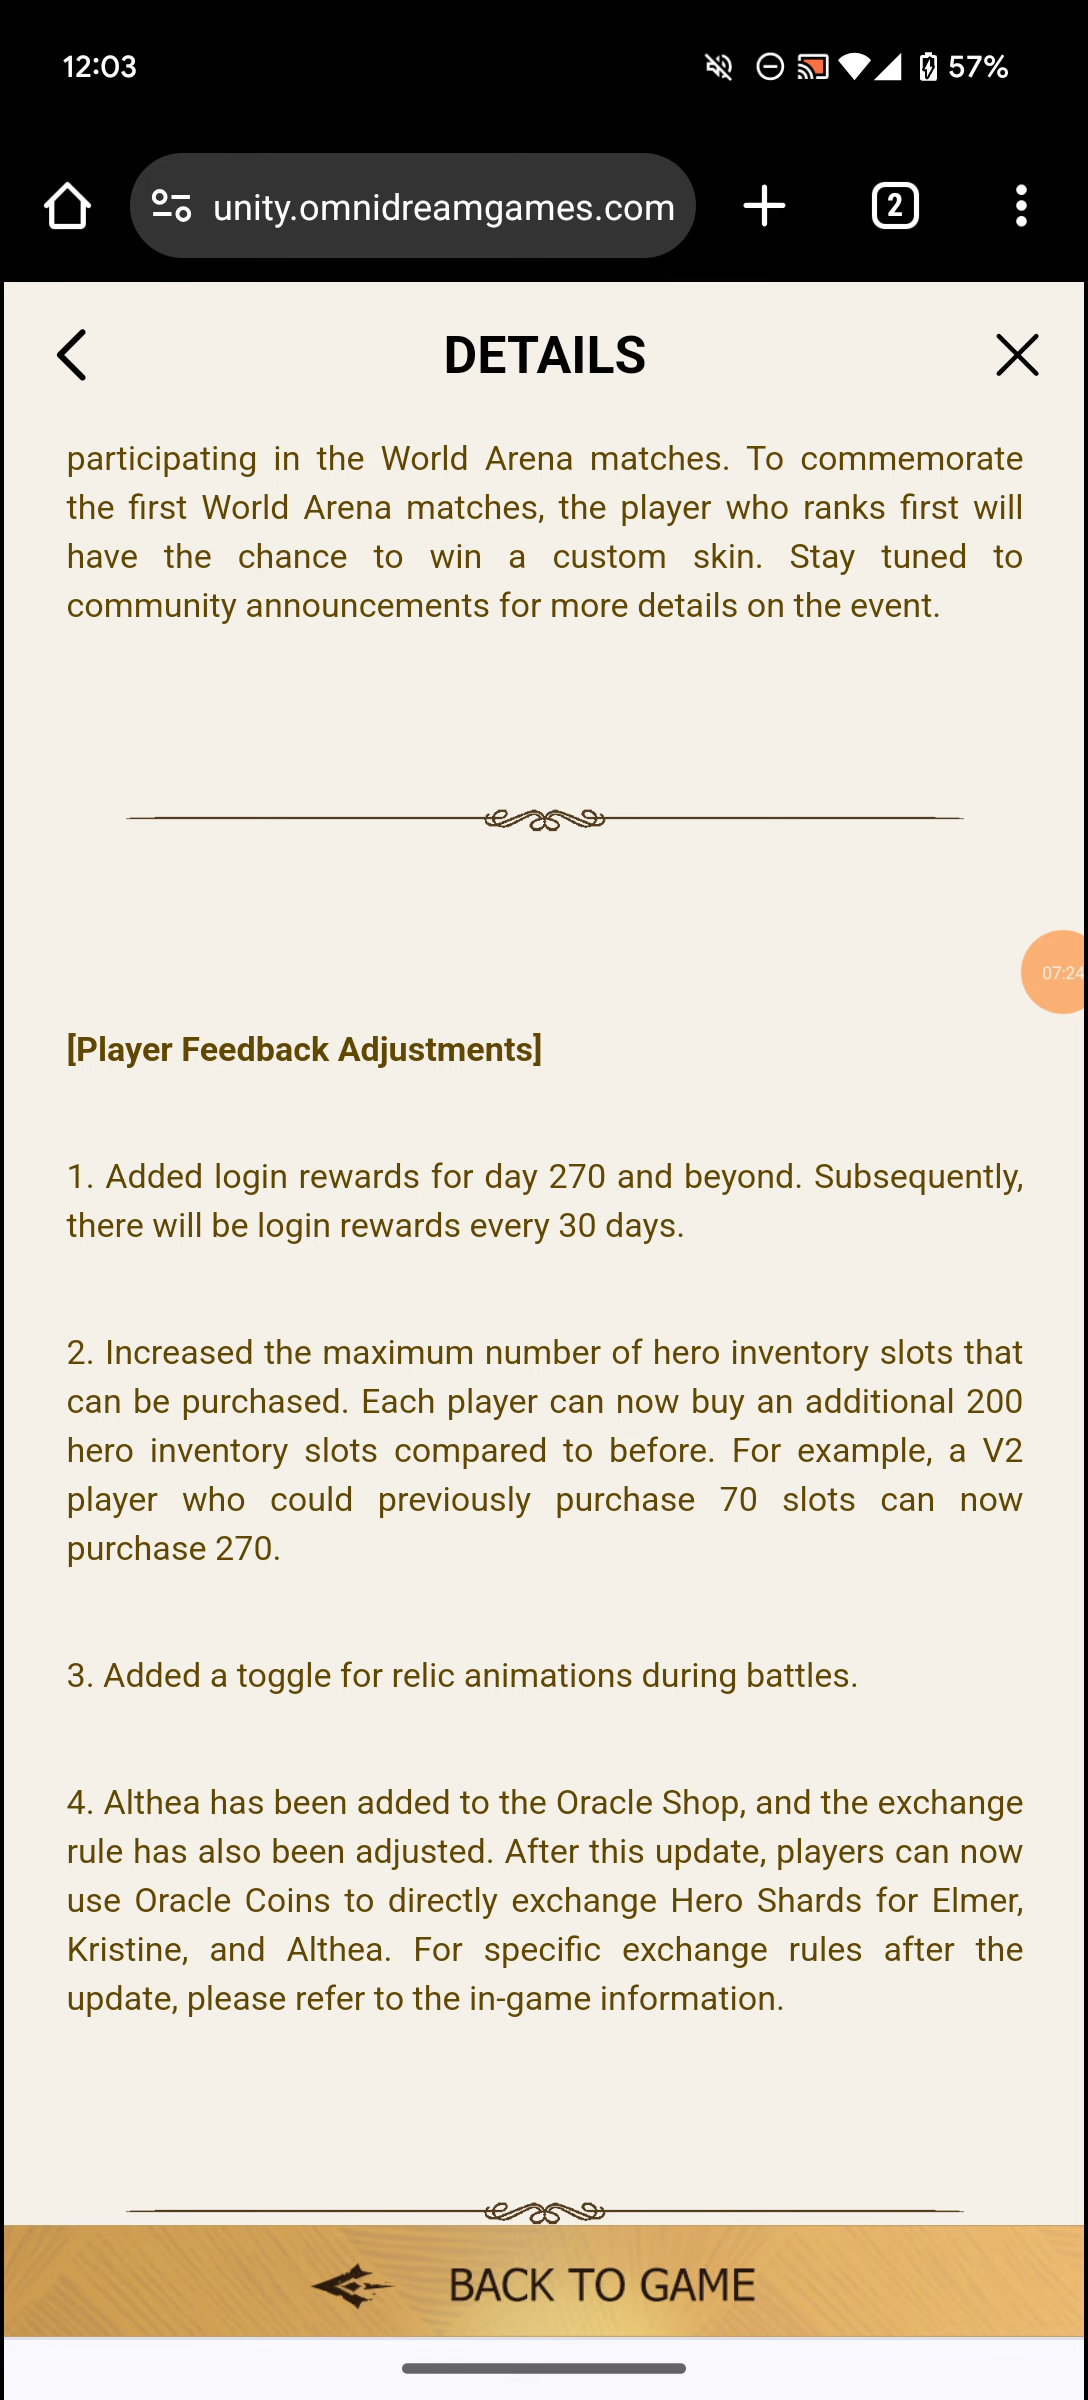 12:03
57%
unity.omnidreamgames.com
2
DETAILS
participating in the World Arena matches. To commemorate
the first World Arena matches, the player who ranks first will
have the chance to win a custom skin. Stay tuned to
community announcements for more details on the event.
07:24
[Player Feedback Adjustments]
1. Added login rewards for day 270 and beyond. Subsequently,
there will be login rewards every 30 days.
2. Increased the maximum number of hero inventory slots that
can be purchased. Each player can now buy an additional 200
hero inventory slots compared to before. For example, a V2
player who could previously purchase 70 slots can now
purchase 270.
3. Added a toggle for relic animations during battles.
4. Althea has been added to the Oracle Shop, and the exchange
rule has also been adjusted. After this update, players can now
use Oracle Coins to directly exchange Hero Shards for Elmer,
Kristine, and Althea. For specific exchange rules after the
update, please refer to the in-game information.
BACK TO GAME